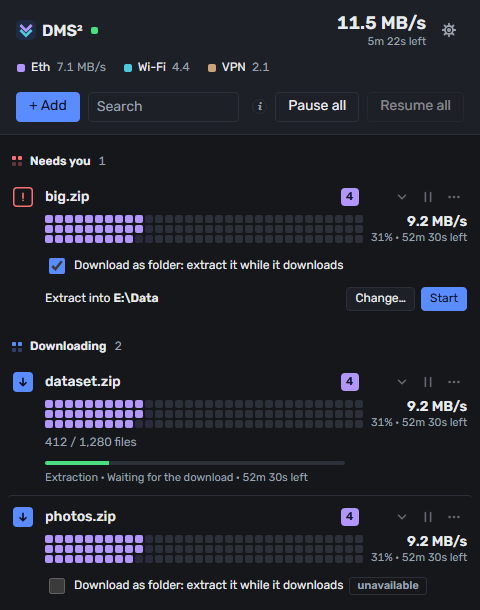 DMS²
11.5 MB/s
5m 22s left
Eth 7.1 MB/s Wi-Fi 4.4 VPN 2.1
+ Add Search i Pause all Resume all
Needs you 1
! big.zip 4
9.2 MB/s
31% • 52m 30s left
Download as folder: extract it while it downloads
Extract into E:\Data Change... Start
Downloading 2
dataset.zip 4
9.2 MB/s
31% • 52m 30s left
412 / 1,280 files
Extraction • Waiting for the download • 52m 30s left
photos.zip 4
9.2 MB/s
31% • 52m 30s left
Download as folder: extract it while it downloads unavailable